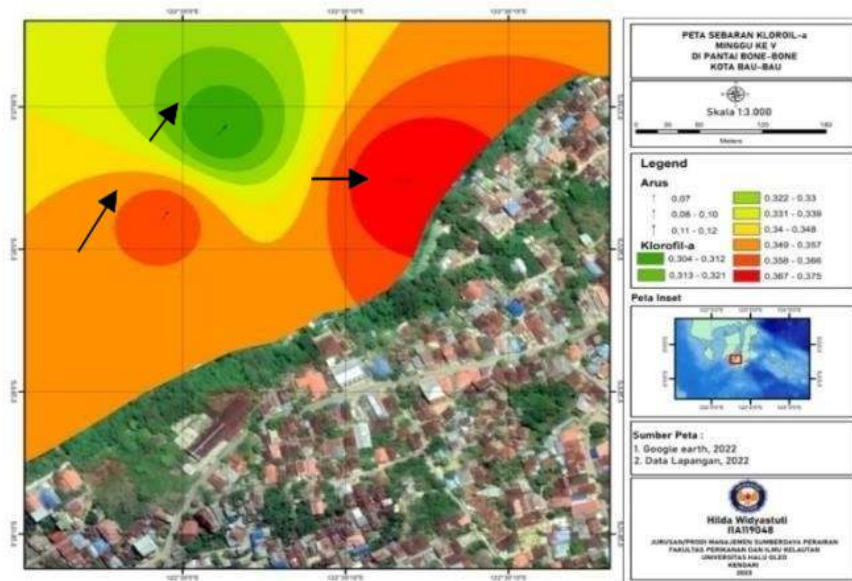 PETA SEBARAN KLOROIL-a
MINGGU KE V
DI PANTAI BONE-BONE
KOTA BAU-BAU
Skala 1:3.000
Meters
Legend
Arus
0,07
0,08 - 0,10
0,11 - 0,12
Klorofil-a
0,304 - 0,312
0,313 - 0,321
0,322 - 0,33
0,331 - 0,339
0,34 - 0,348
0,349 - 0,357
0,358 - 0,366
0,367 - 0,375
Peta Inset
Sumber Peta :
1. Google earth, 2022
2. Data Lapangan, 2022
Hilda Widyastuti
I1A119048
JURUSAN/PRODI MANAJEMEN SUMBERDAYA PERAIRAN
FAKULTAS PERIKANAN DAN ILMU KELAUTAN
UNIVERSITAS HALU OLEO
KENDARI